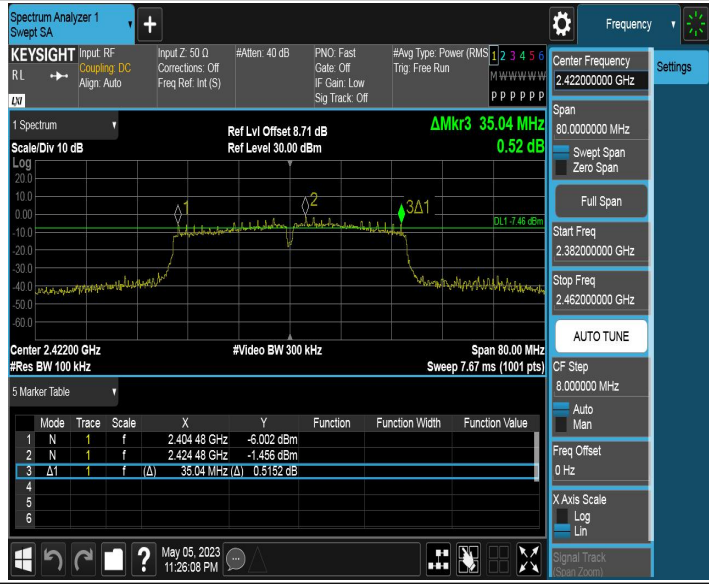 Spectrum Analyzer 1
Swept SA
Frequency
KEYSIGHT Input: RF Input Z: 50 Ω #Atten: 40 dB PNO: Fast #Avg Type: Power (RMS 1 2 3 4 5 6
RL Coupling: DC Corrections: Off Gate: Off Trig: Free Run M W W W W W
Align: Auto Freq Ref: Int (S) IF Gain: Low
LXI Sig Track: Off P P P P P P
1 Spectrum
Ref Lvl Offset 8.71 dB ΔMkr3 35.04 MHz
Scale/Div 10 dB Ref Level 30.00 dBm 0.52 dB
Log
20.0
10.0
0.00
-10.0
-20.0
-30.0
-40.0
-50.0
-60.0
1
2
3Δ1
DL1 -7.46 dBm
Center 2.42200 GHz #Video BW 300 kHz Span 80.00 MHz
#Res BW 100 kHz Sweep 7.67 ms (1001 pts)
5 Marker Table
Mode Trace Scale X Y Function Function Width Function Value
1 N 1 f 2.404 48 GHz -6.002 dBm
2 N 1 f 2.424 48 GHz -1.456 dBm
3 Δ1 1 f (Δ) 35.04 MHz (Δ) 0.5152 dB
4
5
6
?
May 05, 2023
11:26:08 PM
Center Frequency
2.422000000 GHz
Settings
Span
80.0000000 MHz
Swept Span
Zero Span
Full Span
Start Freq
2.382000000 GHz
Stop Freq
2.462000000 GHz
AUTO TUNE
CF Step
8.000000 MHz
Auto
Man
Freq Offset
0 Hz
X Axis Scale
Log
Lin
Signal Track
(Span Zoom)